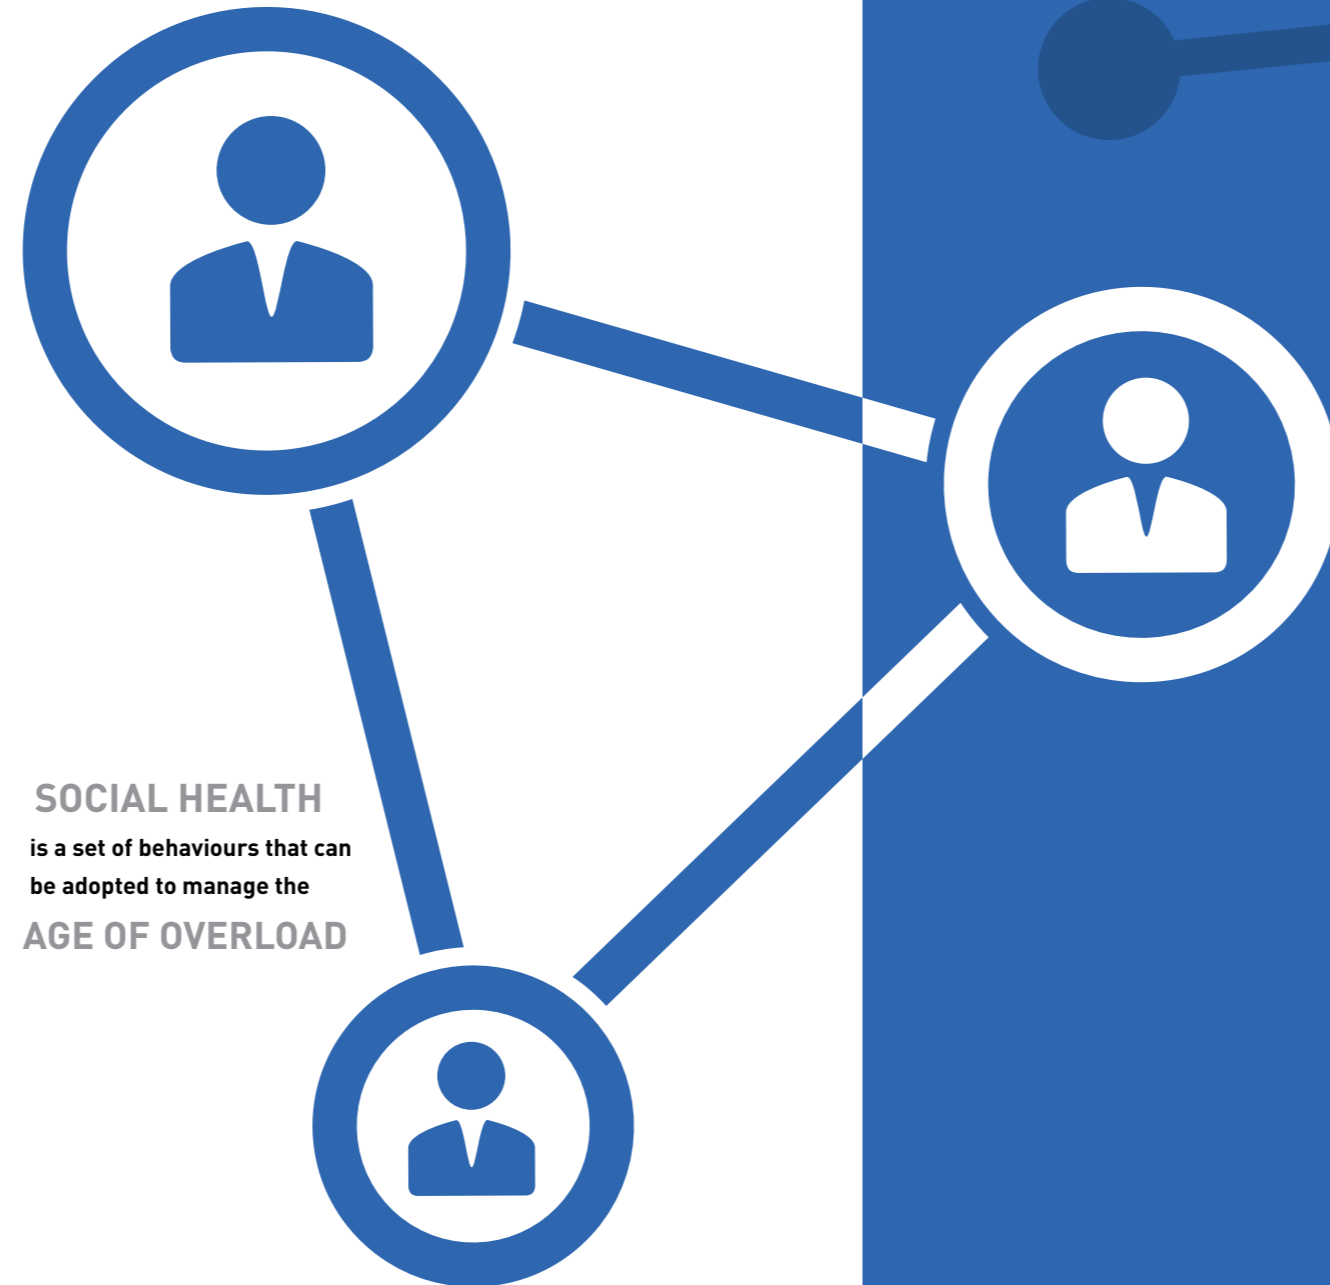 SOCIAL HEALTH
is a set of behaviours that can
be adopted to manage the
AGE OF OVERLOAD